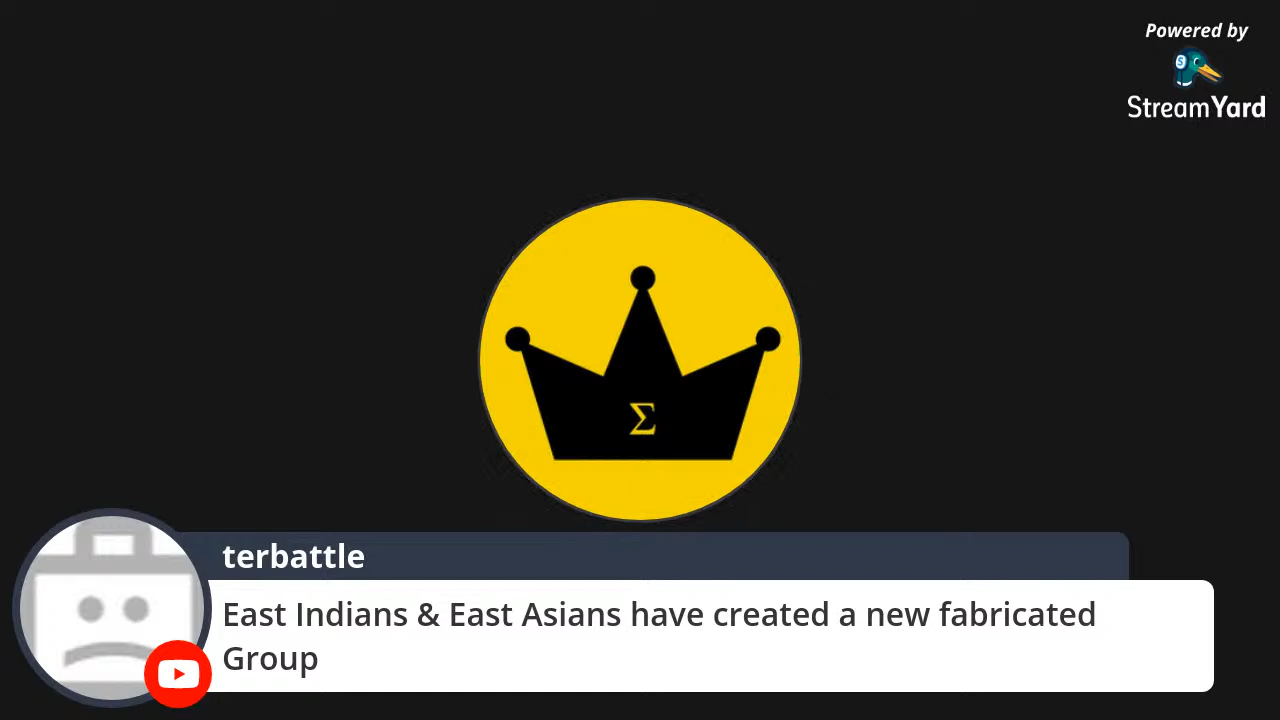 Powered by
S
StreamYard
Σ
terbattle
East Indians & East Asians have created a new fabricated
Group